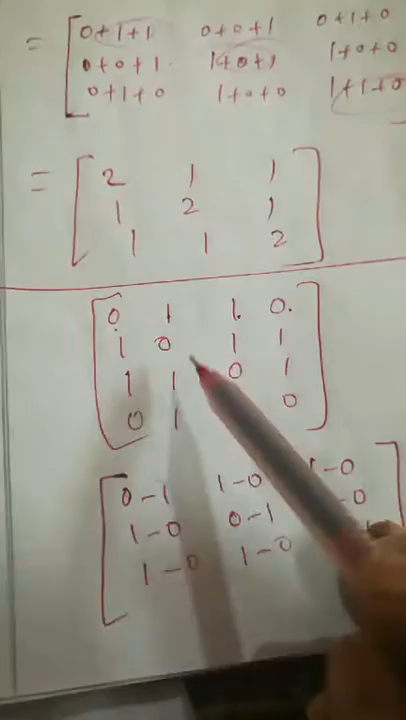 = [ 0+1+1 0+0+1 0+1+0
0+0+1 1+0+1 1+0+0
0+1+0 1+0+0 1+1+0
= [ 2 1 1 ]
1 2 1
1 1 2
[ 0 1 1 0 ]
1 0 1 1
1 1 0 1
0 1 0
[ 0-1 1-0 1-0 ]
1-0 0-1 -0
1-0 1-0